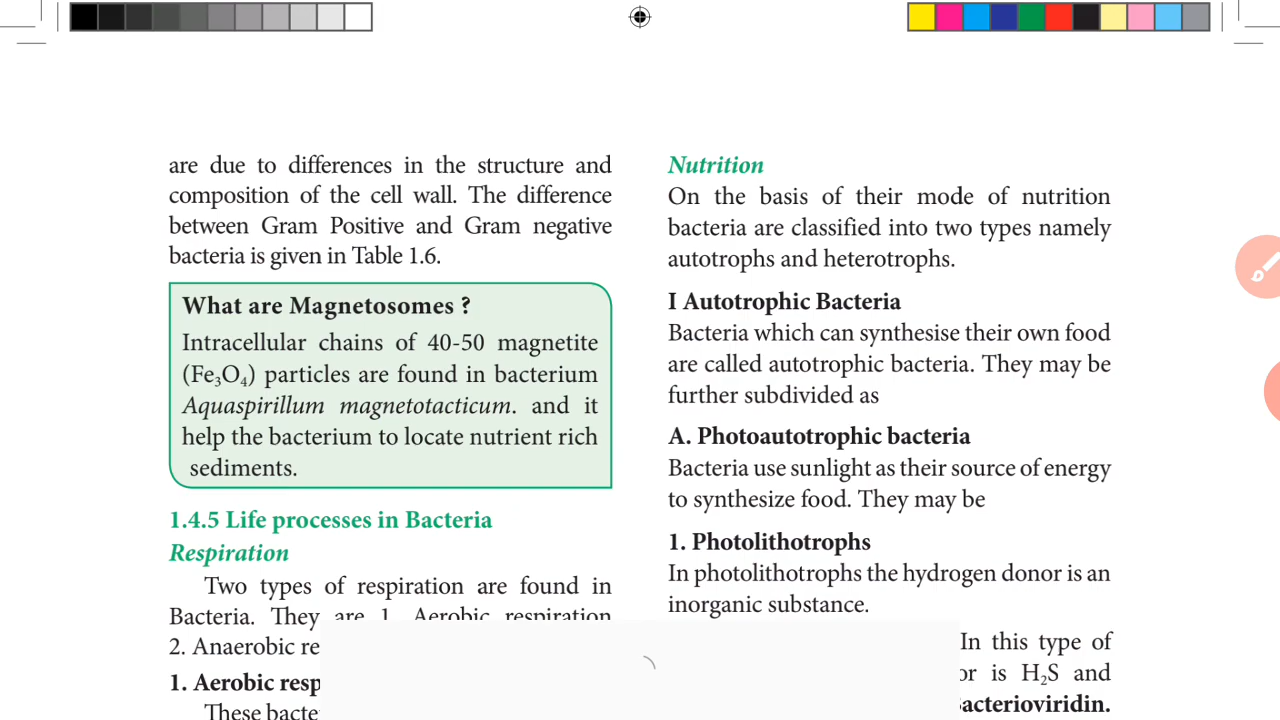 are due to differences in the structure and
composition of the cell wall. The difference
between Gram Positive and Gram negative
bacteria is given in Table 1.6.
What are Magnetosomes ?
Intracellular chains of 40-50 magnetite
(Fe₃O₄) particles are found in bacterium
Aquaspirillum magnetotacticum. and it
help the bacterium to locate nutrient rich
sediments.
1.4.5 Life processes in Bacteria
Respiration
Two types of respiration are found in
Bacteria. They are 1. Aerobic respiration
2. Anaerobic re
1. Aerobic resp
These bacte
Nutrition
On the basis of their mode of nutrition
bacteria are classified into two types namely
autotrophs and heterotrophs.
I Autotrophic Bacteria
Bacteria which can synthesise their own food
are called autotrophic bacteria. They may be
further subdivided as
A. Photoautotrophic bacteria
Bacteria use sunlight as their source of energy
to synthesize food. They may be
1. Photolithotrophs
In photolithotrophs the hydrogen donor is an
inorganic substance.
In this type of
or is H₂S and
acterioviridin.